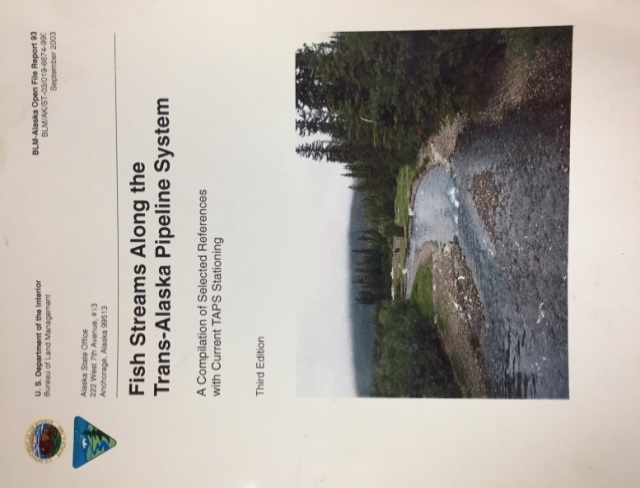 U. S. Department of the Interior
Bureau of Land Management
BLM-Alaska Open File Report 93
BLM/AK/ST-03/019-6674-990
September 2003
Alaska State Office
222 West 7th Avenue, #13
Anchorage, Alaska 99513
Fish Streams Along the
Trans-Alaska Pipeline System
A Compilation of Selected References
with Current TAPS Stationing
Third Edition